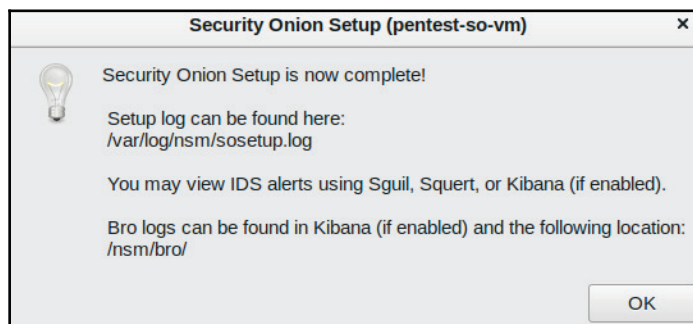 Security Onion Setup (pentest-so-vm)
Security Onion Setup is now complete!
Setup log can be found here:
/var/log/nsm/sosetup.log
You may view IDS alerts using Sguil, Squert, or Kibana (if enabled).
Bro logs can be found in Kibana (if enabled) and the following location:
/nsm/bro/
OK